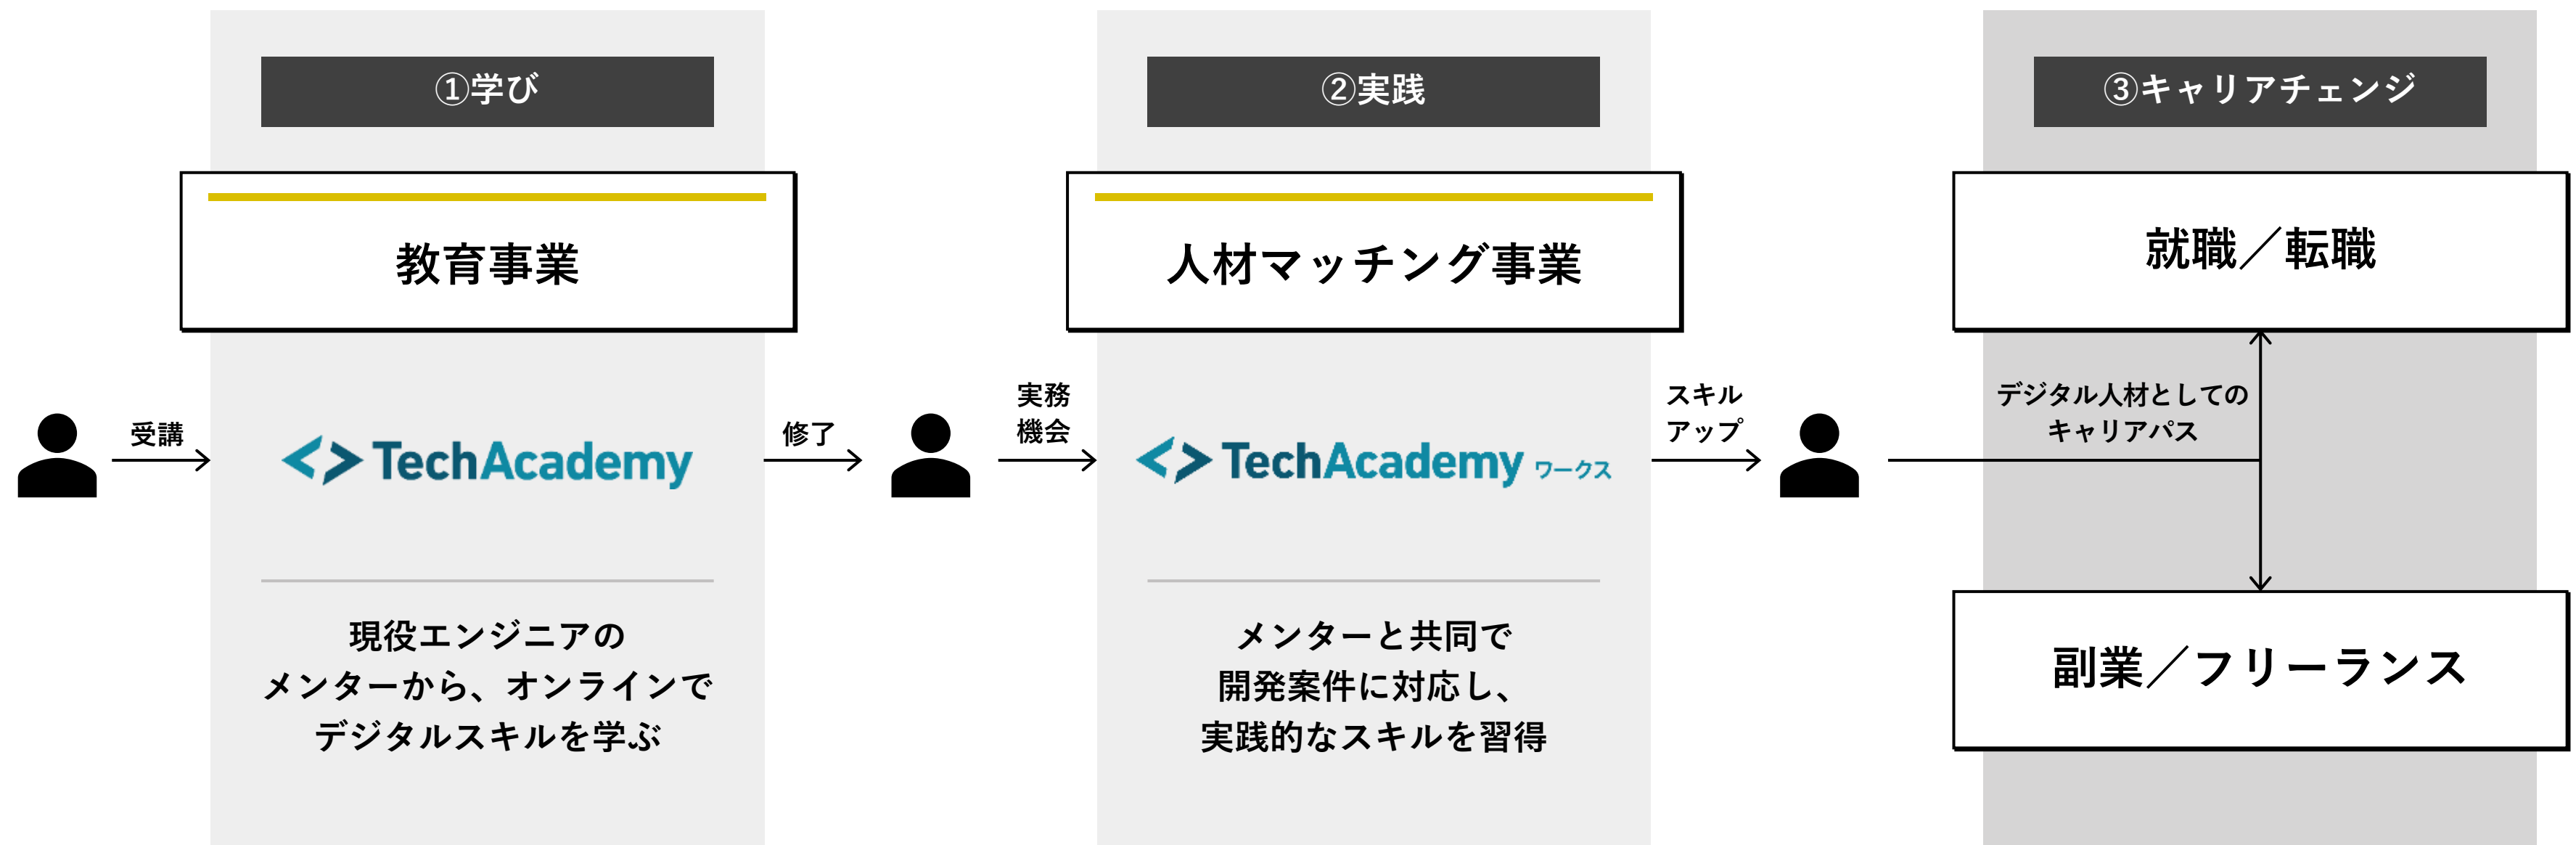 ①学び
教育事業
受講
TechAcademy
現役エンジニアの
メンターから、オンラインで
デジタルスキルを学ぶ
修了
②実践
人材マッチング事業
実務
機会
TechAcademy ワークス
メンターと共同で
開発案件に対応し、
実践的なスキルを習得
スキル
アップ
③キャリアチェンジ
就職／転職
デジタル人材としての
キャリアパス
副業／フリーランス